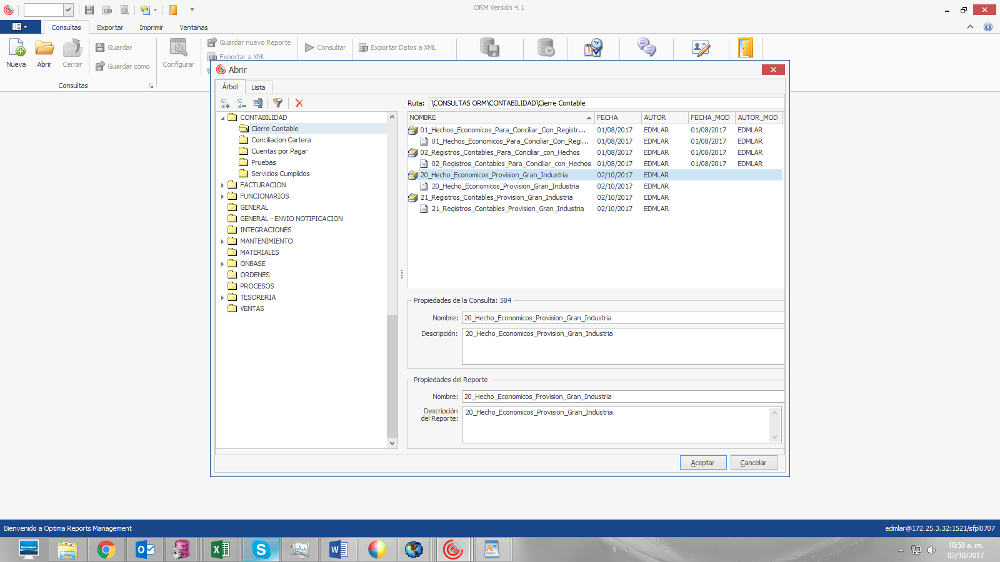 ORM Versión 4.1
Consultas Exportar Imprimir Ventanas
Nueva Abrir Cerrar
Guardar
Guardar como
Configurar
Guardar nuevo Reporte
Exportar a XML
Consultar
Exportar Datos a XML
Consultas
Abrir
Árbol Lista
Ruta: \CONSULTAS ORM\CONTABILIDAD\Cierre Contable
CONTABILIDAD
Cierre Contable
Conciliacion Cartera
Cuentas por Pagar
Pruebas
Servicios Cumplidos
FACTURACION
FUNCIONARIOS
GENERAL
GENERAL - ENVIO NOTIFICACION
INTEGRACIONES
MANTENIMIENTO
MATERIALES
ONBASE
ORDENES
PROCESOS
TESORERIA
VENTAS
NOMBRE FECHA AUTOR FECHA_MOD AUTOR_MOD
01_Hechos_Economicos_Para_Conciliar_Con_Registr... 01/08/2017 EDMLAR 01/08/2017 EDMLAR
01_Hechos_Economicos_Para_Conciliar_Con_Regi... 01/08/2017 EDMLAR 01/08/2017 EDMLAR
02_Registros_Contables_Para_Conciliar_con_Hechos 01/08/2017 EDMLAR 01/08/2017 EDMLAR
02_Registros_Contables_Para_Conciliar_con_Hechos 01/08/2017 EDMLAR 01/08/2017 EDMLAR
20_Hecho_Economicos_Provision_Gran_Industria 02/10/2017 EDMLAR
20_Hecho_Economicos_Provision_Gran_Industria 02/10/2017 EDMLAR
21_Registros_Contables_Provision_Gran_Industria 02/10/2017 EDMLAR
21_Registros_Contables_Provision_Gran_Industria 02/10/2017 EDMLAR
Propiedades de la Consulta: 584
Nombre: 20_Hecho_Economicos_Provision_Gran_Industria
Descripción: 20_Hecho_Economicos_Provision_Gran_Industria
Propiedades del Reporte
Nombre: 20_Hecho_Economicos_Provision_Gran_Industria
Descripción del Reporte: 20_Hecho_Economicos_Provision_Gran_Industria
Aceptar Cancelar
Bienvenido a Optima Reports Management
edmlar@172.25.3.32:1521/sfpl0707
lenovo
10:58 a. m.
02/10/2017